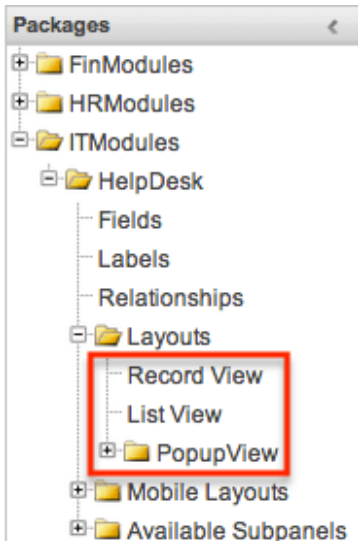 Packages
FinModules
HRModules
ITModules
HelpDesk
Fields
Labels
Relationships
Layouts
Record View
List View
PopupView
Mobile Layouts
Available Subpanels